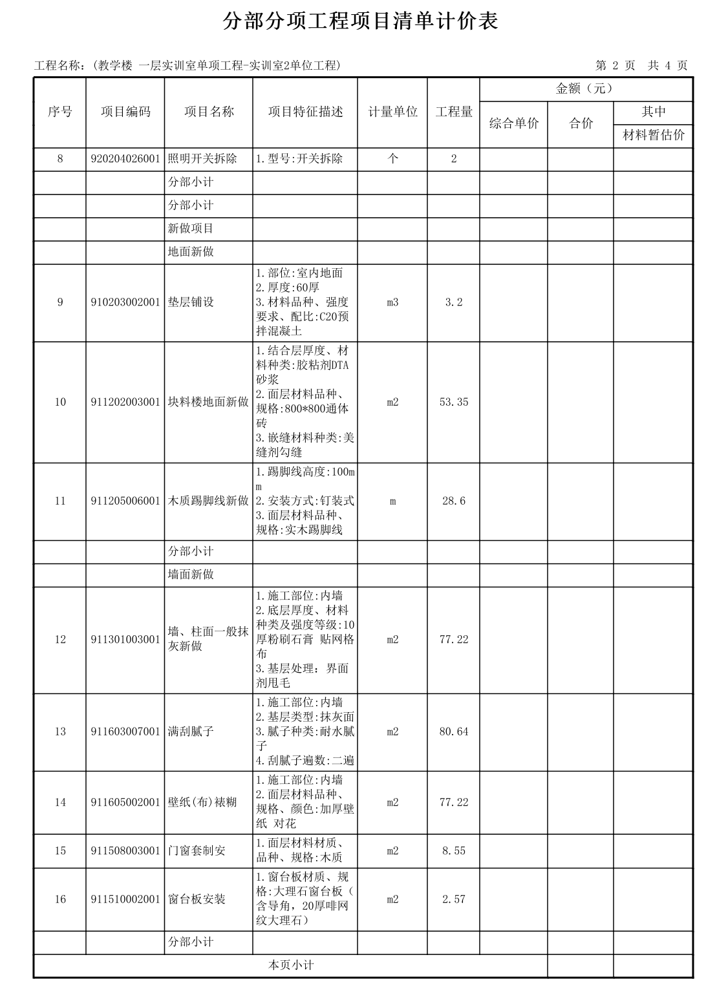 分部分项工程项目清单计价表
工程名称：(教学楼 一层实训室单项工程-实训室2单位工程)
第 2 页 共 4 页
序号 项目编码 项目名称 项目特征描述 计量单位 工程量 金额（元）
综合单价 合价 其中
材料暂估价
8 920204026001 照明开关拆除 1.型号:开关拆除 个 2
分部小计
分部小计
新做项目
地面新做
9 910203002001 垫层铺设 m3 3.2
1.部位:室内地面
2.厚度:60厚
3.材料品种、强度
要求、配比:C20预
拌混凝土
10 911202003001 块料楼地面新做 m2 53.35
1.结合层厚度、材
料种类:胶粘剂DTA
砂浆
2.面层材料品种、
规格:800*800通体
砖
3.嵌缝材料种类:美
缝剂勾缝
11 911205006001 木质踢脚线新做 m 28.6
1.踢脚线高度:100m
m
2.安装方式:钉装式
3.面层材料品种、
规格:实木踢脚线
分部小计
墙面新做
12 911301003001 墙、柱面一般抹 m2 77.22
灰新做
1.施工部位:内墙
2.底层厚度、材料
种类及强度等级:10
厚粉刷石膏 贴网格
布
3.基层处理：界面
剂甩毛
13 911603007001 满刮腻子 m2 80.64
1.施工部位:内墙
2.基层类型:抹灰面
3.腻子种类:耐水腻
子
4.刮腻子遍数:二遍
14 911605002001 壁纸(布)裱糊 m2 77.22
1.施工部位:内墙
2.面层材料品种、
规格、颜色:加厚壁
纸 对花
15 911508003001 门窗套制安 m2 8.55
1.面层材料材质、
品种、规格:木质
16 911510002001 窗台板安装 m2 2.57
1.窗台板材质、规
格:大理石窗台板（
含导角，20厚啡网
纹大理石）
分部小计
本页小计